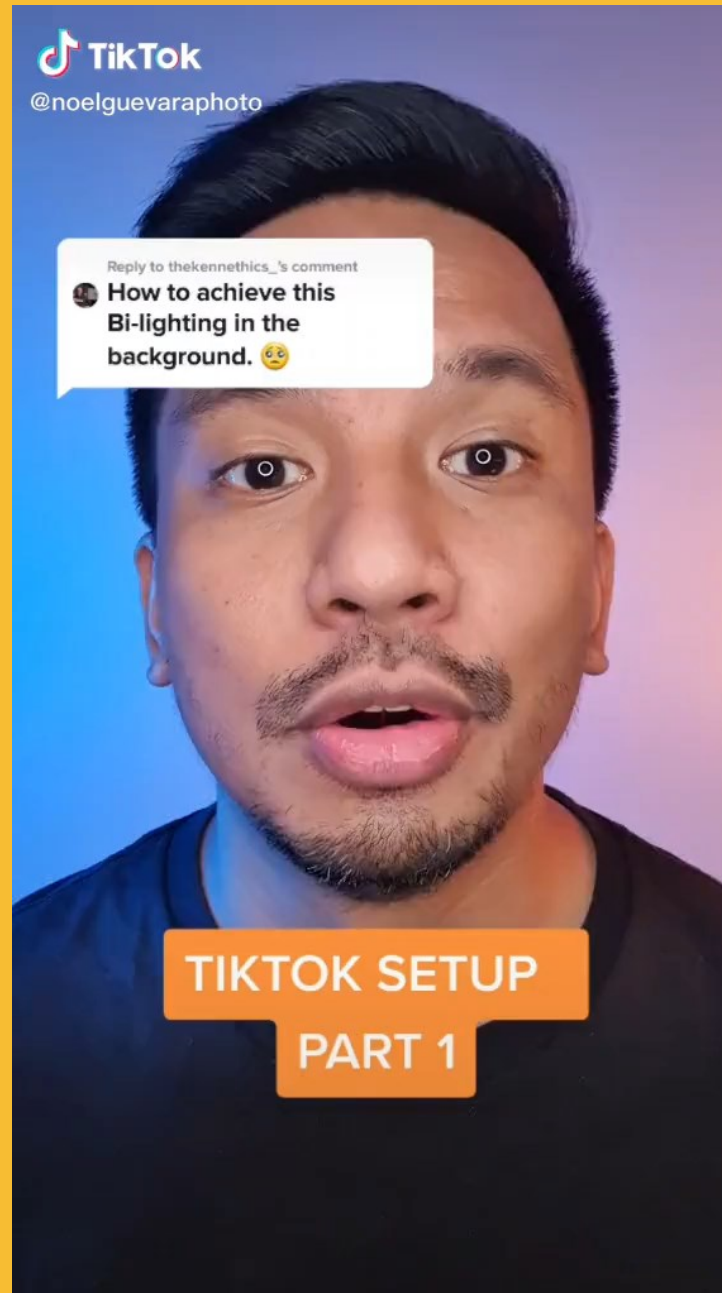 TikTok
@noelguevaraphoto
Reply to thekennethics_'s comment
How to achieve this
Bi-lighting in the
background. 🥺
TIKTOK SETUP
PART 1